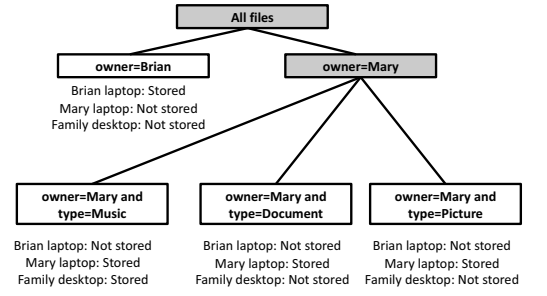 All files
owner=Brian
owner=Mary
Brian laptop: Stored
Mary laptop: Not stored
Family desktop: Not stored
owner=Mary and
type=Music
owner=Mary and
type=Document
owner=Mary and
type=Picture
Brian laptop: Not stored
Mary laptop: Stored
Family desktop: Stored
Brian laptop: Not stored
Mary laptop: Stored
Family desktop: Not stored
Brian laptop: Not stored
Mary laptop: Stored
Family desktop: Not stored